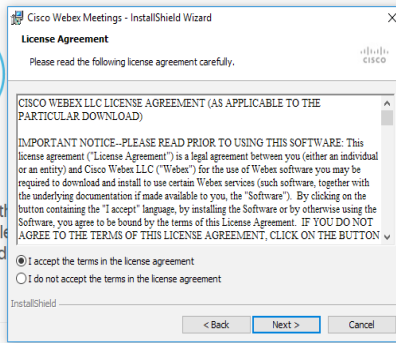 Cisco Webex Meetings - InstallShield Wizard
License Agreement
Please read the following license agreement carefully.
CISCO
CISCO WEBEX LLC LICENSE AGREEMENT (AS APPLICABLE TO THE
PARTICULAR DOWNLOAD)
IMPORTANT NOTICE--PLEASE READ PRIOR TO USING THIS SOFTWARE: This
license agreement ("License Agreement") is a legal agreement between you (either an individual
or an entity) and Cisco Webex LLC ("Webex") for the use of Webex software you may be
required to download and install to use certain Webex services (such software, together with
the underlying documentation if made available to you, the "Software"). By clicking on the
button containing the "I accept" language, by installing the Software or by otherwise using the
Software, you agree to be bound by the terms of this License Agreement. IF YOU DO NOT
AGREE TO THE TERMS OF THIS LICENSE AGREEMENT, CLICK ON THE BUTTON
I accept the terms in the license agreement
I do not accept the terms in the license agreement
InstallShield
< Back
Next >
Cancel